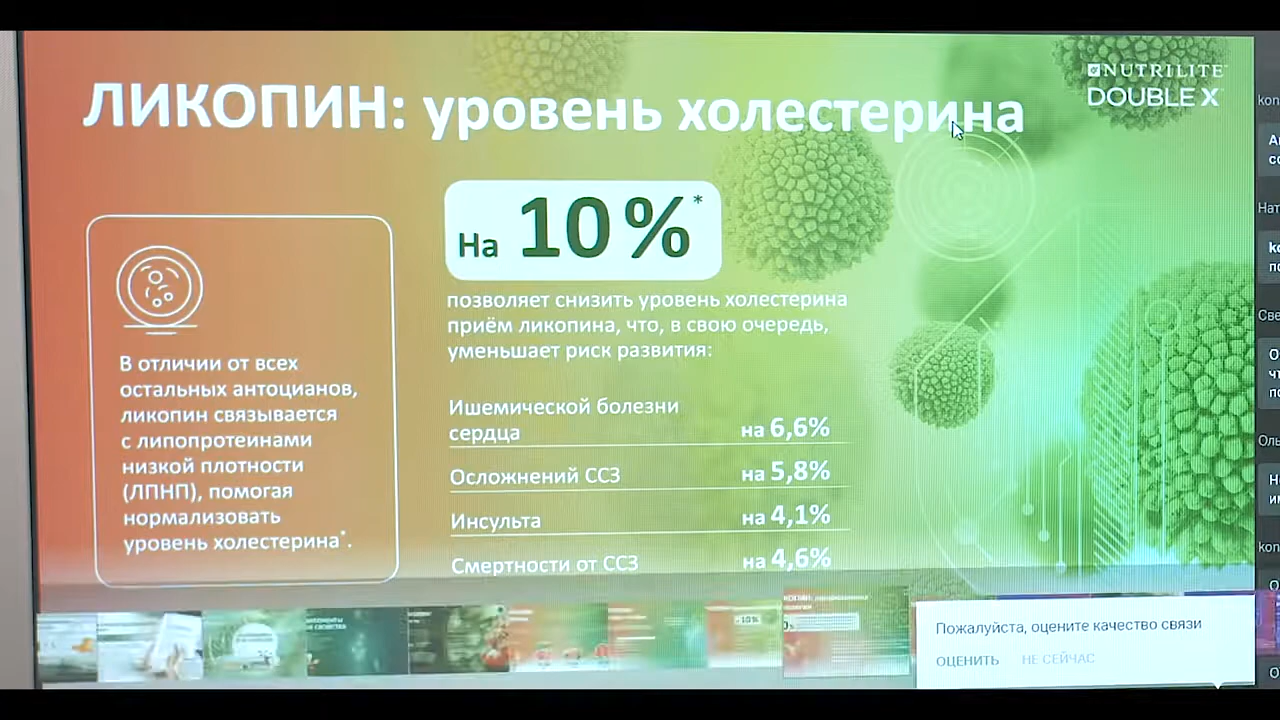 ЛИКОПИН: уровень холестерина
NUTRILITE
DOUBLE X
На 10 %*
позволяет снизить уровень холестерина
приём ликопина, что, в свою очередь,
уменьшает риск развития:
Ишемической болезни
сердца на 6,6%
Осложнений ССЗ на 5,8%
Инсульта на 4,1%
Смертности от ССЗ на 4,6%
В отличии от всех
остальных антоцианов,
ликопин связывается
с липопротеинами
низкой плотности
(ЛПНП), помогая
нормализовать
уровень холестерина*.
Пожалуйста, оцените качество связи
ОЦЕНИТЬ НЕ СЕЙЧАС